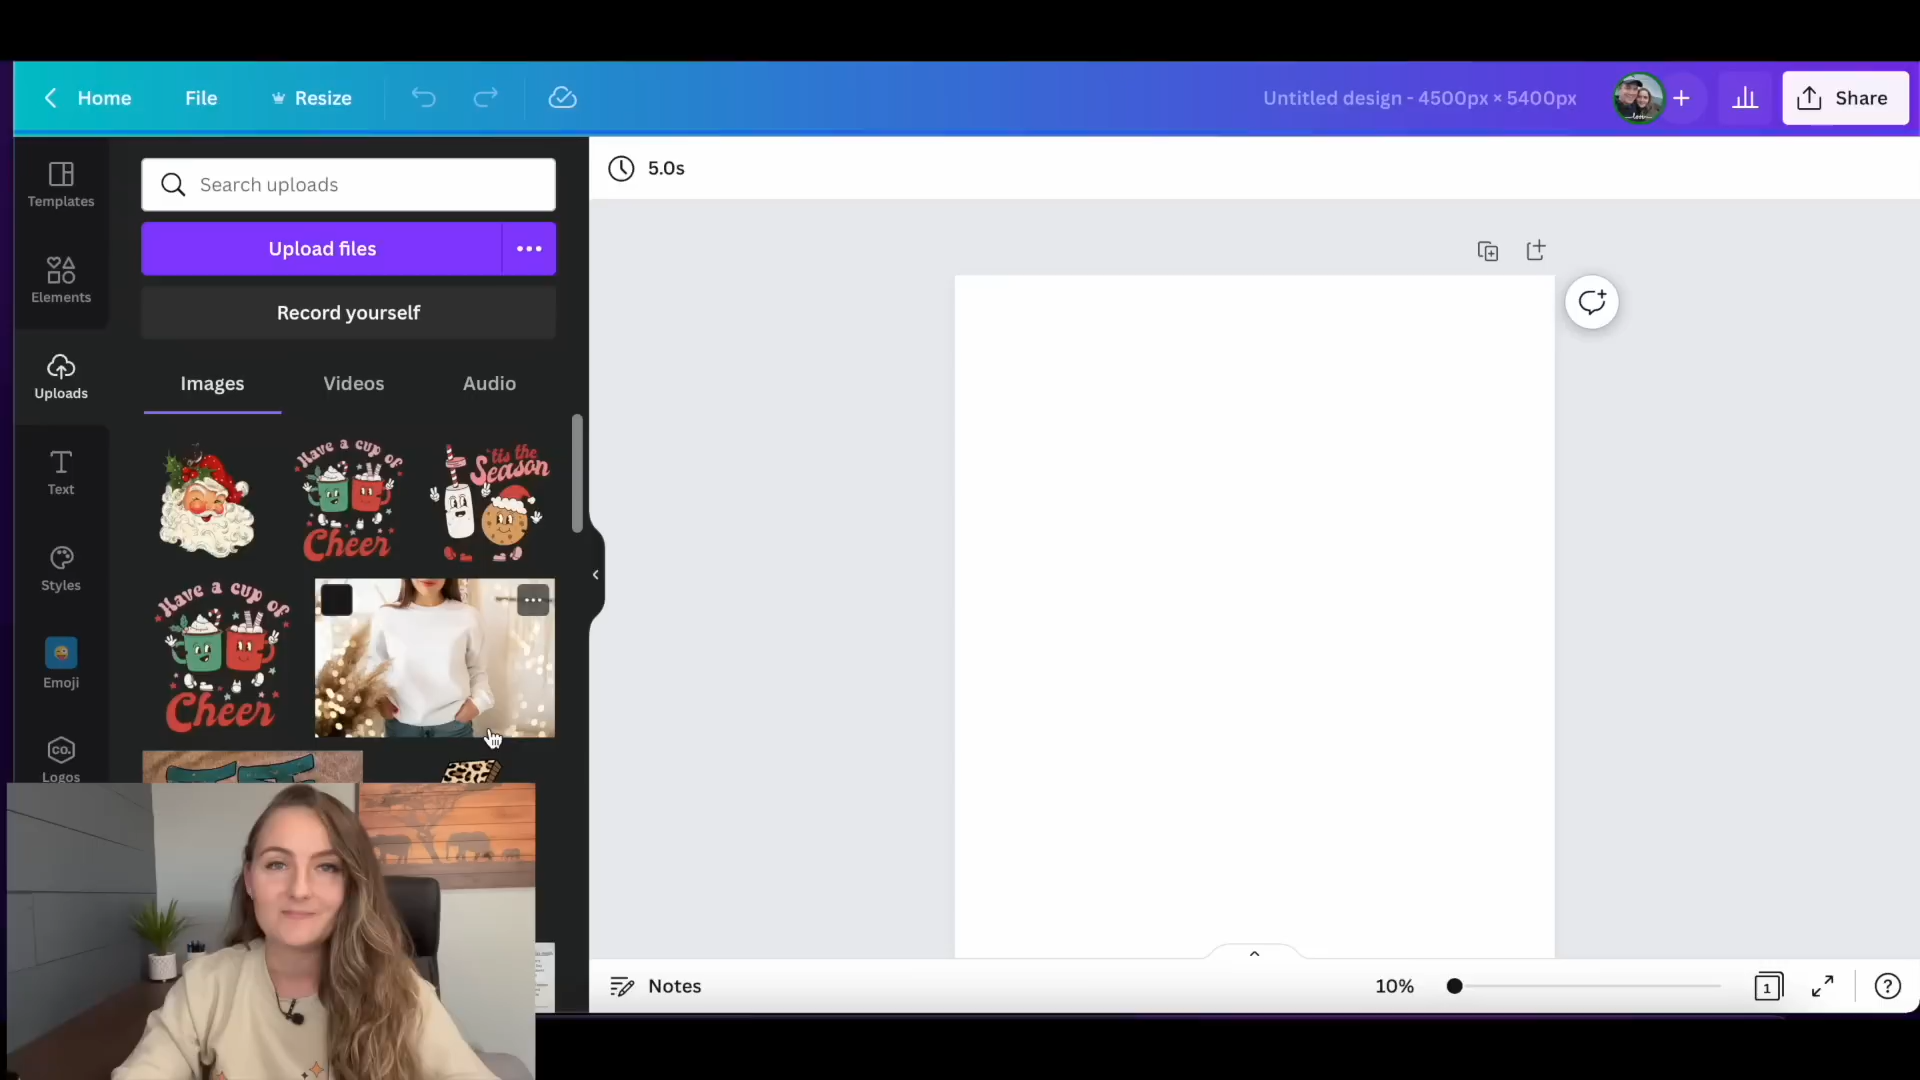 Home
File
Resize
Untitled design - 4500px × 5400px
Share
Templates
Elements
Uploads
Text
Styles
Emoji
CO.
Logos
Search uploads
Upload files
Record yourself
Images
Videos
Audio
Have a cup of
Cheer
'tis the
Season
Have a cup of
Cheer
5.0s
Notes
10%
1
?